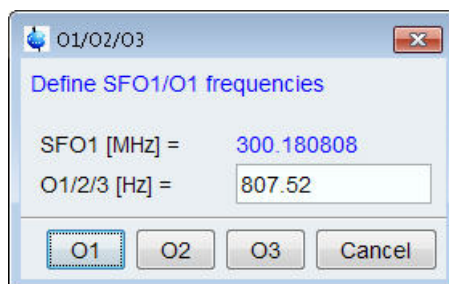 O1/O2/O3
Define SFO1/O1 frequencies
SFO1 [MHz] = 300.180808
O1/2/3 [Hz] = 807.52
O1 O2 O3 Cancel